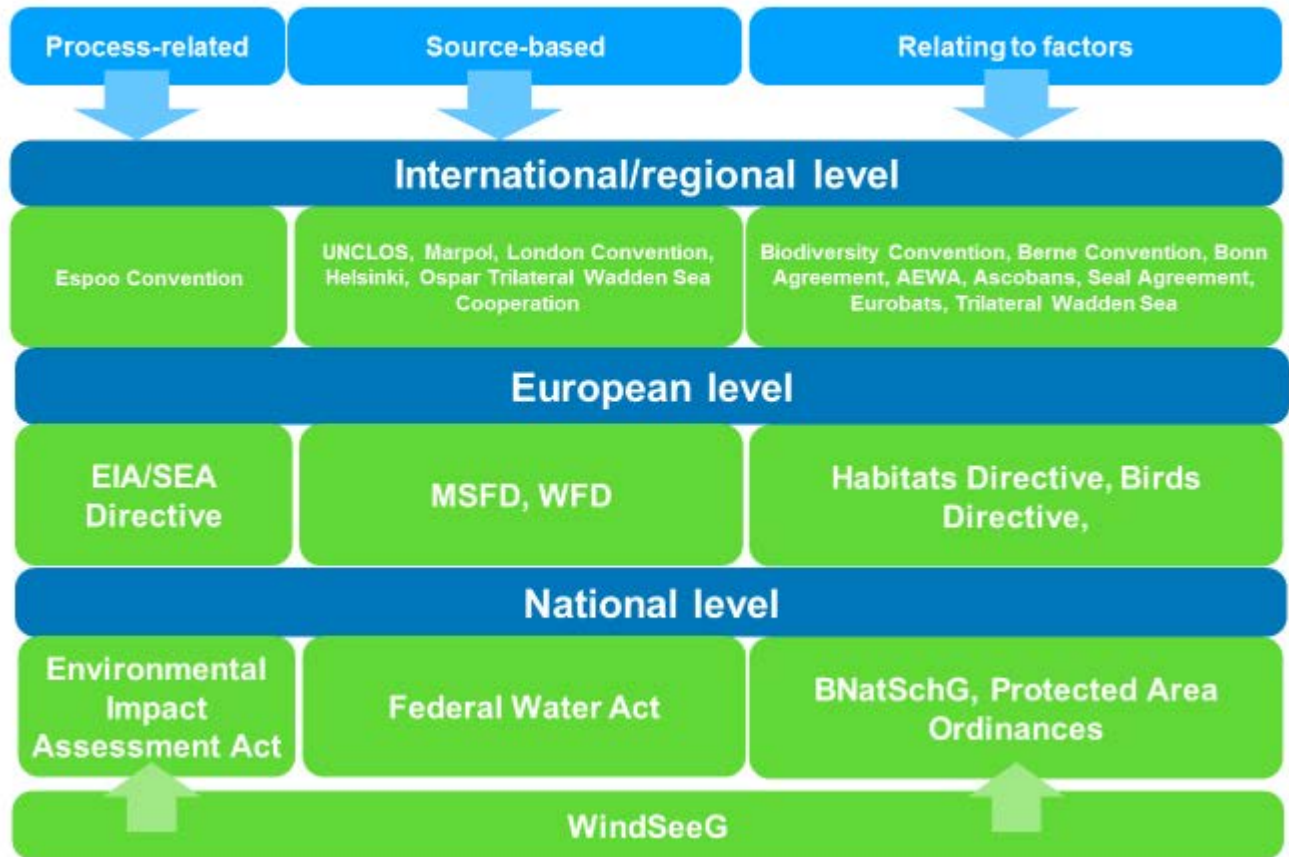 Process-related
Source-based
Relating to factors
International/regional level
Espoo Convention
UNCLOS, Marpol, London Convention,
Helsinki, Ospar Trilateral Wadden Sea
Cooperation
Biodiversity Convention, Berne Convention, Bonn
Agreement, AEWA, Ascobans, Seal Agreement,
Eurobats, Trilateral Wadden Sea
European level
EIA/SEA
Directive
MSFD, WFD
Habitats Directive, Birds
Directive,
National level
Environmental
Impact
Assessment Act
Federal Water Act
BNatSchG, Protected Area
Ordinances
WindSeeG